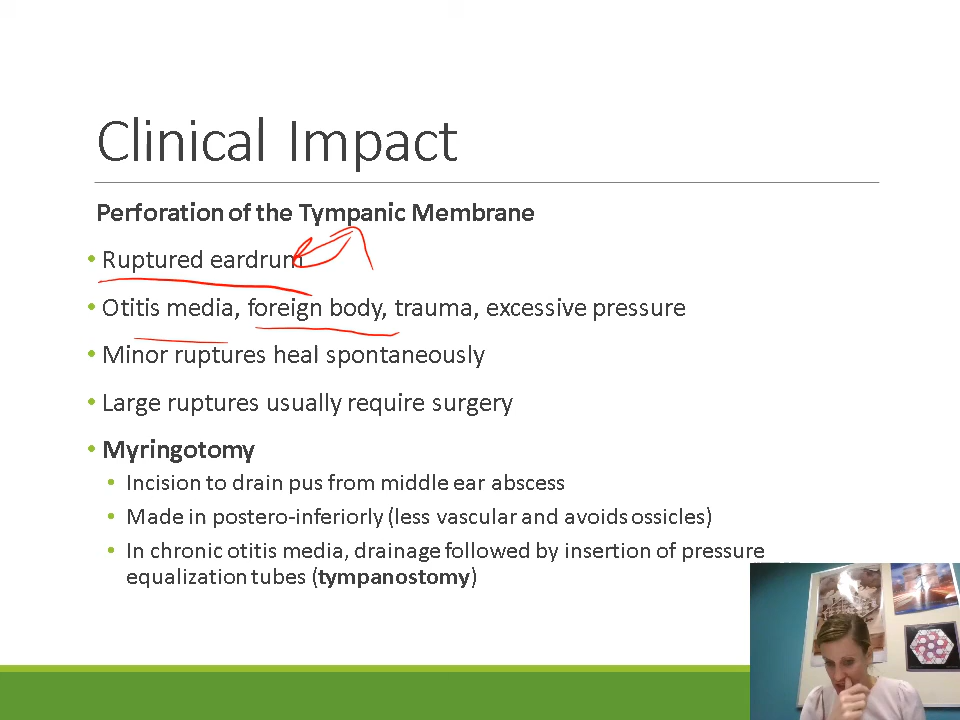 Clinical Impact
Perforation of the Tympanic Membrane
• Ruptured eardrum
• Otitis media, foreign body, trauma, excessive pressure
• Minor ruptures heal spontaneously
• Large ruptures usually require surgery
• Myringotomy
• Incision to drain pus from middle ear abscess
• Made in postero-inferiorly (less vascular and avoids ossicles)
• In chronic otitis media, drainage followed by insertion of pressure
equalization tubes (tympanostomy)